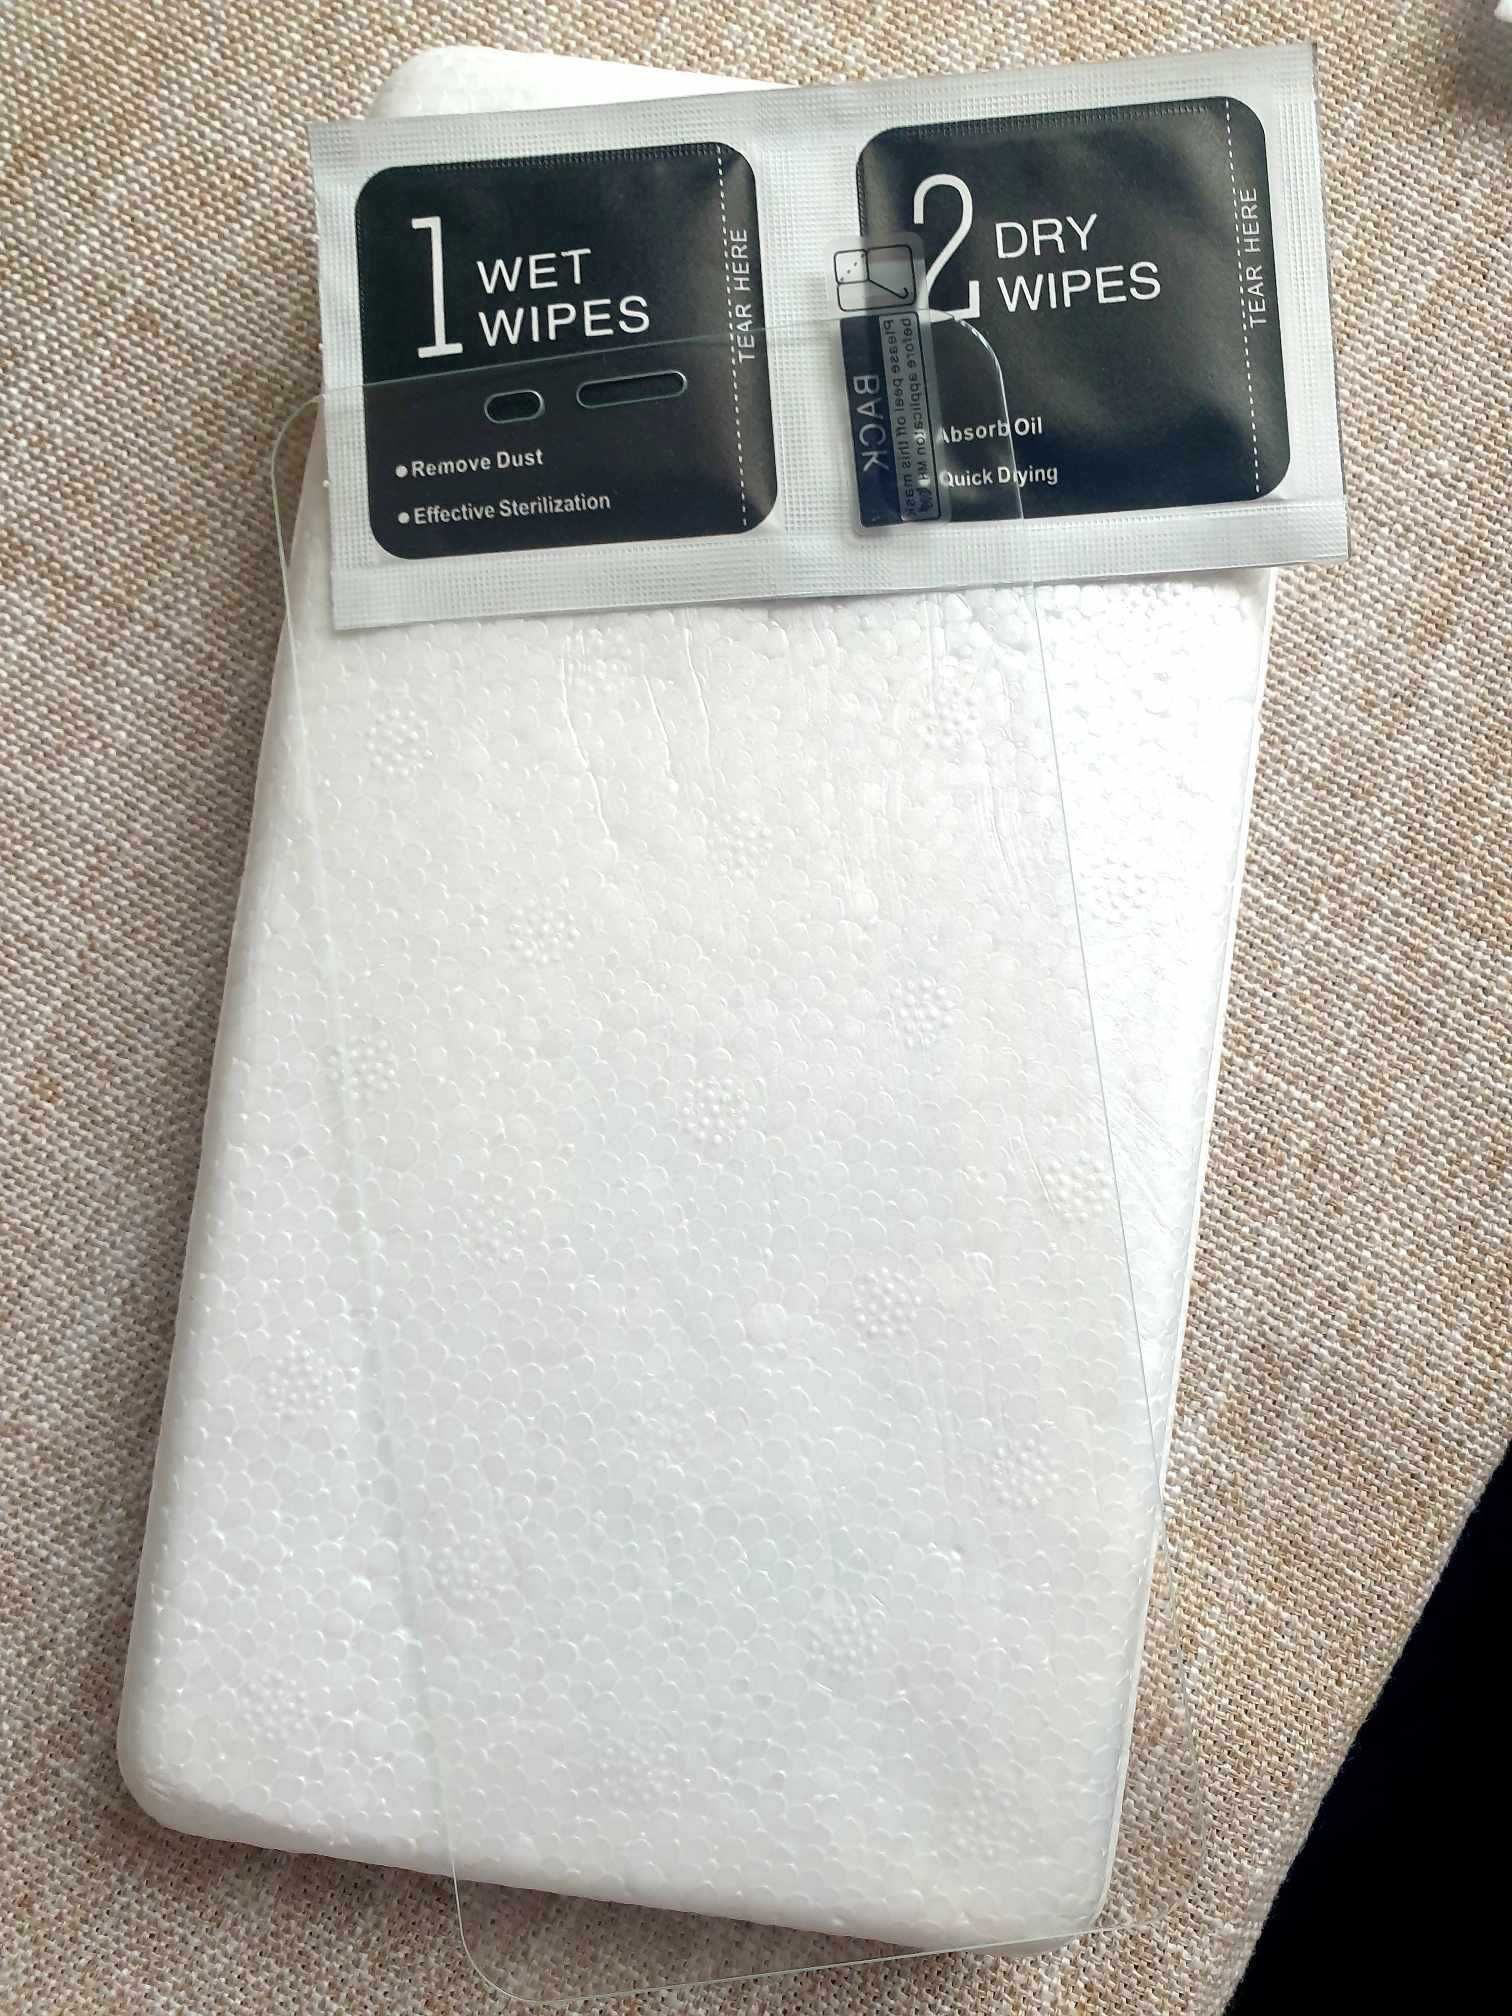 1 WET
WIPES
TEAR HERE
Remove Dust
Effective Sterilization
2 DRY
WIPES
TEAR HERE
Absorb Oil
Quick Drying
BACK
Please peel off this mask
before application